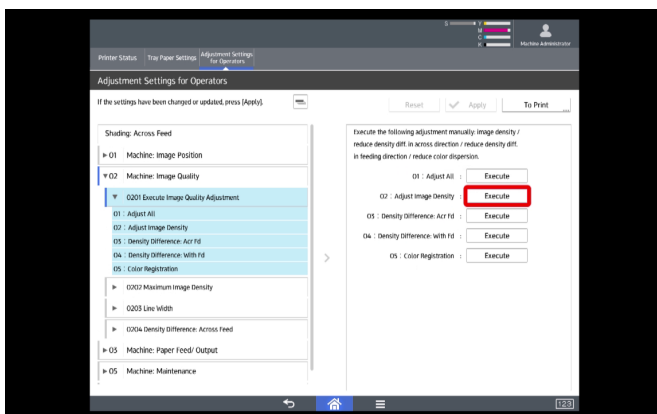 S
Y
M
C
K
Machine Administrator
Printer Status
Tray Paper Settings
Adjustment Settings
for Operators
Adjustment Settings for Operators
If the settings have been changed or updated, press [Apply].
Reset
Apply
To Print
Shading: Across Feed
01 Machine: Image Position
02 Machine: Image Quality
0201 Execute Image Quality Adjustment
01 : Adjust All
02 : Adjust Image Density
03 : Density Difference: Acr Fd
04 : Density Difference: With Fd
05 : Color Registration
0202 Maximum Image Density
0203 Line Width
0204 Density Difference: Across Feed
03 Machine: Paper Feed/ Output
05 Machine: Maintenance
Execute the following adjustment manually: image density /
reduce density diff. in across direction / reduce density diff.
in feeding direction / reduce color dispersion.
01 : Adjust All : Execute
02 : Adjust Image Density : Execute
03 : Density Difference: Acr Fd : Execute
04 : Density Difference: With Fd : Execute
05 : Color Registration : Execute
123